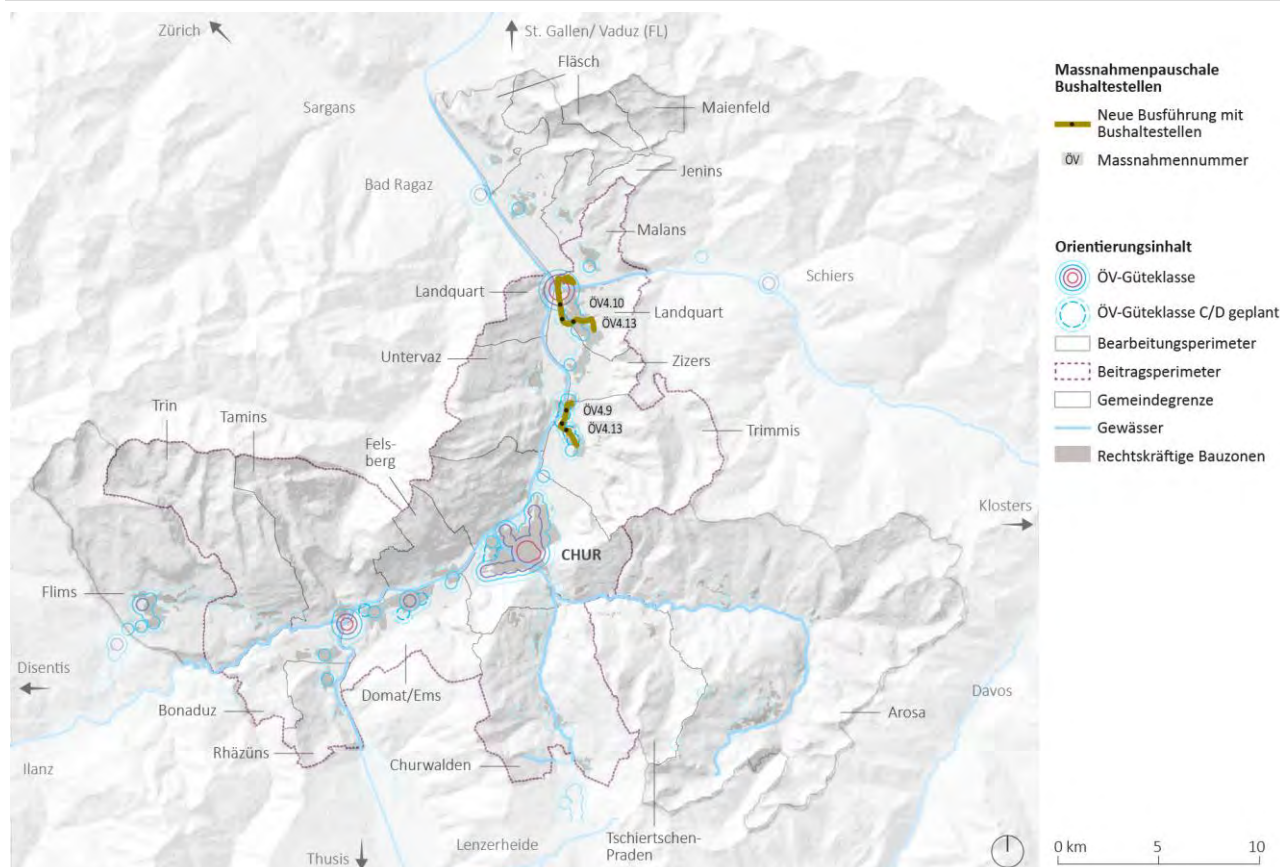 Zürich
St. Gallen/ Vaduz (FL)
Fläsch
Maienfeld
Sargans
Jenins
Bad Ragaz
Malans
Schiers
Landquart
ÖV4.10
Landquart
ÖV4.13
Untervaz
Zizers
Trin
Tamins
ÖV4.9
ÖV4.13
Trimmis
Fels-
berg
Klosters
CHUR
Flims
Disentis
Domat/Ems
Davos
Bonaduz
Arosa
Rhäzüns
Churwalden
Ilanz
Tschiertschen-
Praden
Lenzerheide
Thusis
Massnahmenpauschale
Bushaltestellen
Neue Busführung mit
Bushaltestellen
ÖV Massnahmennummer
Orientierungsinhalt
ÖV-Güteklasse
ÖV-Güteklasse C/D geplant
Bearbeitungsperimeter
Beitragsperimeter
Gemeindegrenze
Gewässer
Rechtskräftige Bauzonen
0 km 5 10